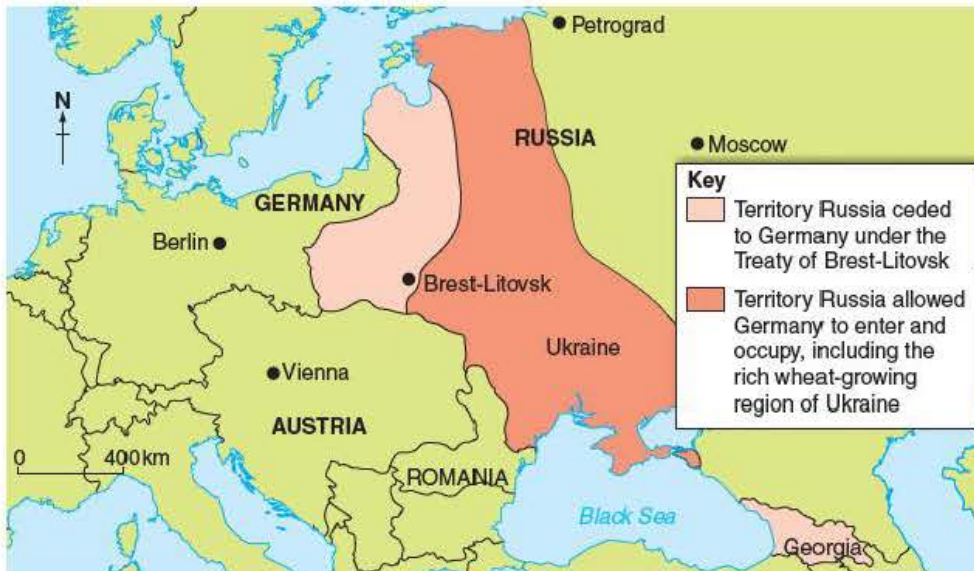 Petrograd
N
RUSSIA
Moscow
GERMANY
Berlin
Brest-Litovsk
Ukraine
Vienna
AUSTRIA
0 400km
ROMANIA
Black Sea
Georgia
Key
Territory Russia ceded
to Germany under the
Treaty of Brest-Litovsk
Territory Russia allowed
Germany to enter and
occupy, including the
rich wheat-growing
region of Ukraine